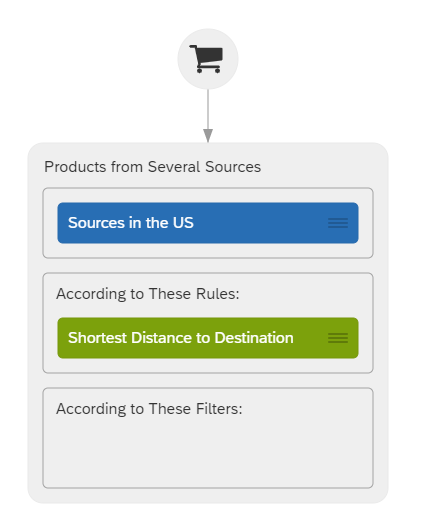 Products from Several Sources
Sources in the US
According to These Rules:
Shortest Distance to Destination
According to These Filters: